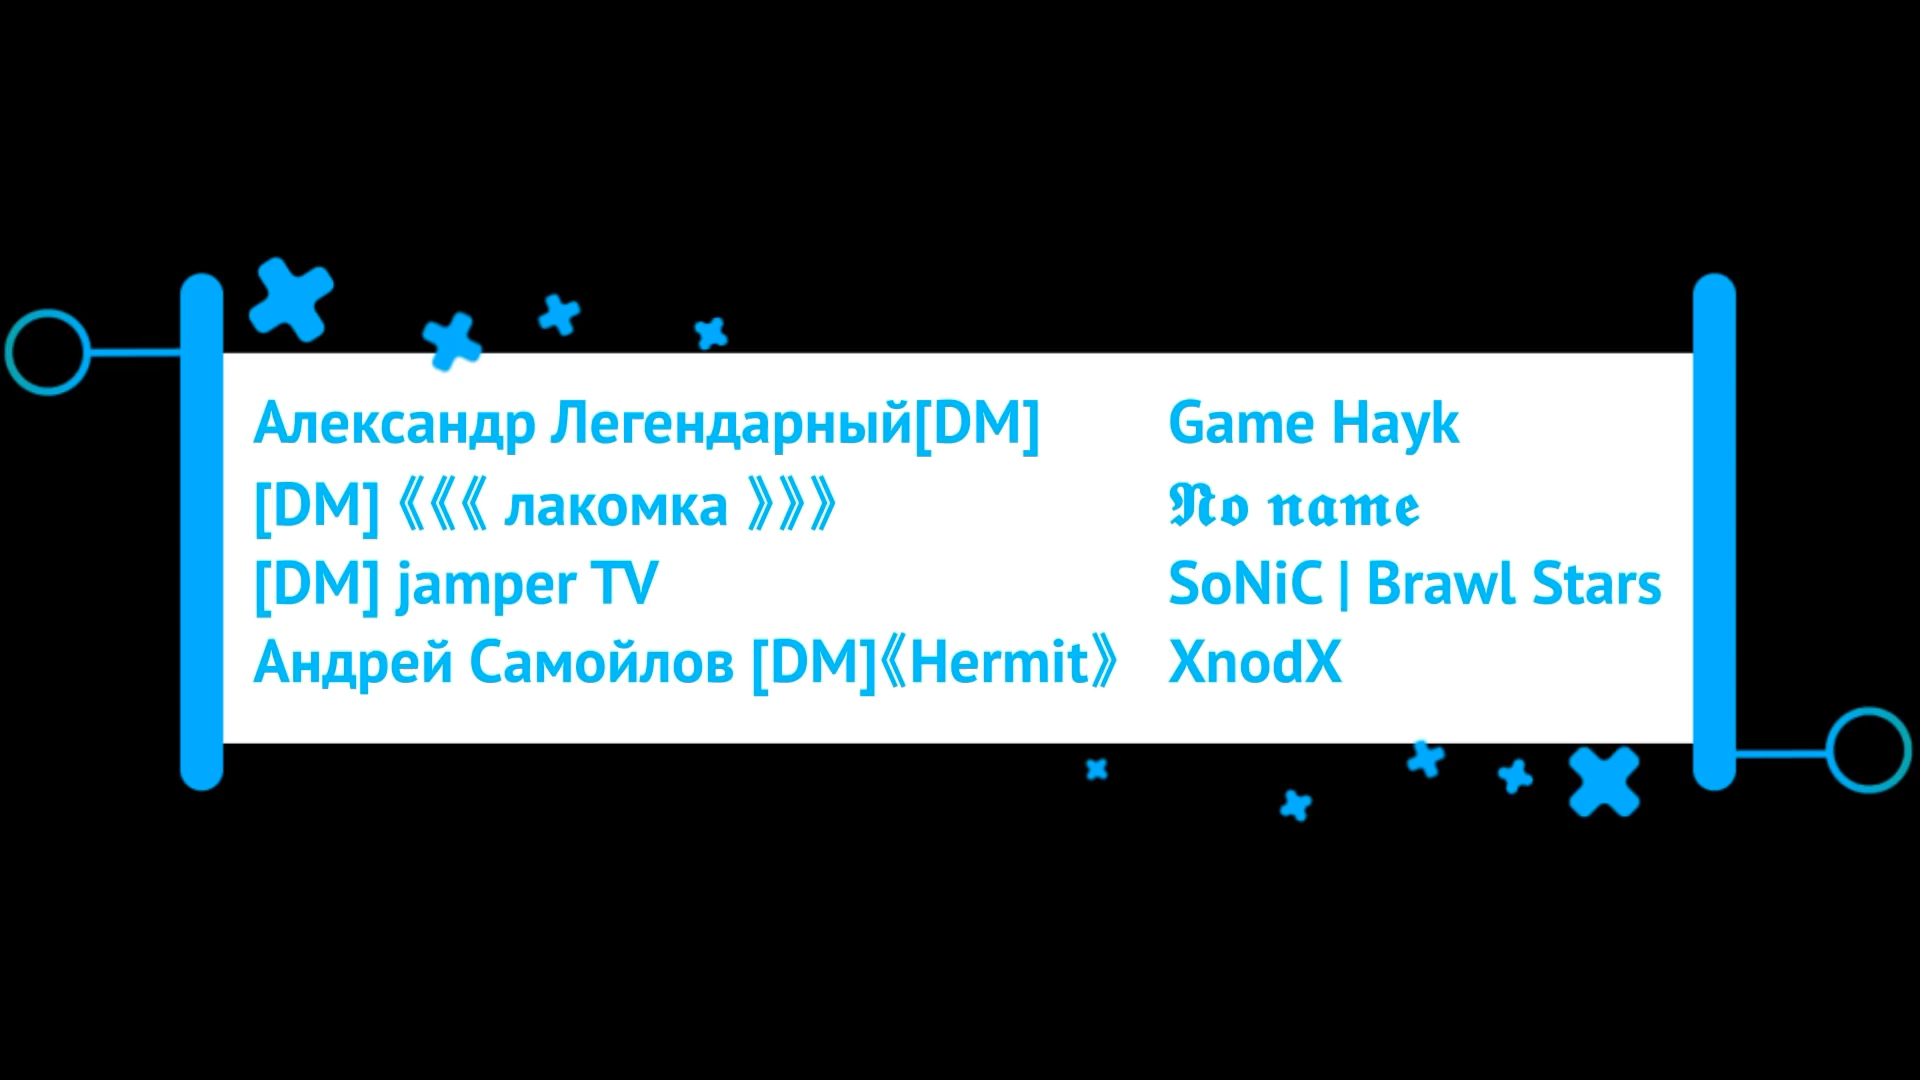 Александр Легендарный[DM]
[DM]《《《 лакомка 》》》
[DM] jamper TV
Андрей Самойлов [DM]《Hermit》
Game Hayk
𝕹𝖔 𝖓𝖆𝖒𝖊
SoNiC | Brawl Stars
XnodX